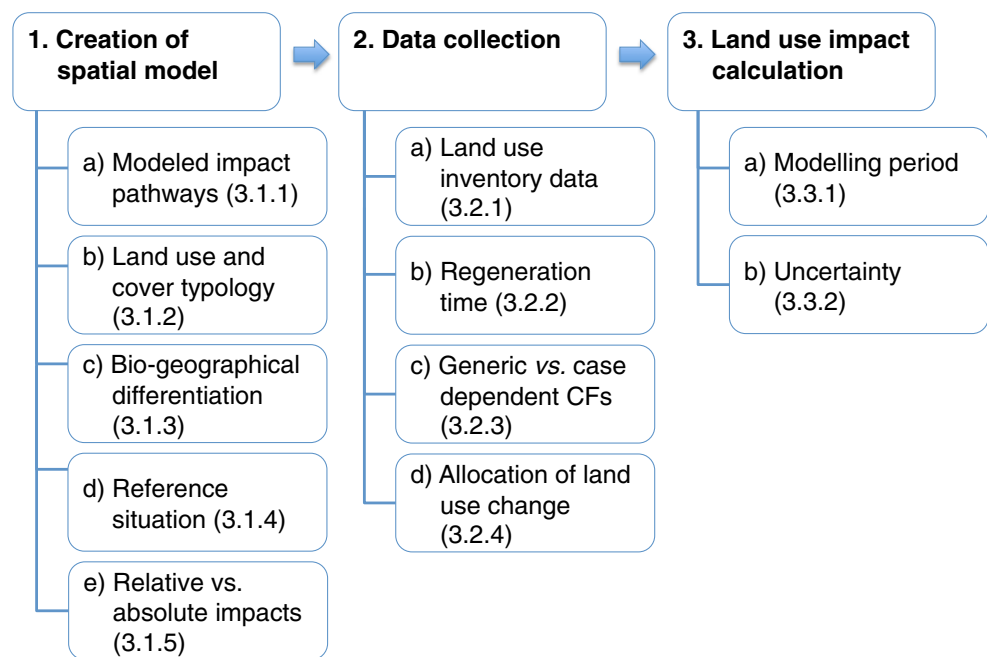 1. Creation of
spatial model
a) Modeled impact
pathways (3.1.1)
b) Land use and
cover typology
(3.1.2)
c) Bio-geographical
differentiation
(3.1.3)
d) Reference
situation (3.1.4)
e) Relative vs.
absolute impacts
(3.1.5)
2. Data collection
a) Land use
inventory data
(3.2.1)
b) Regeneration
time (3.2.2)
c) Generic vs. case
dependent CFs
(3.2.3)
d) Allocation of land
use change
(3.2.4)
3. Land use impact
calculation
a) Modelling period
(3.3.1)
b) Uncertainty
(3.3.2)